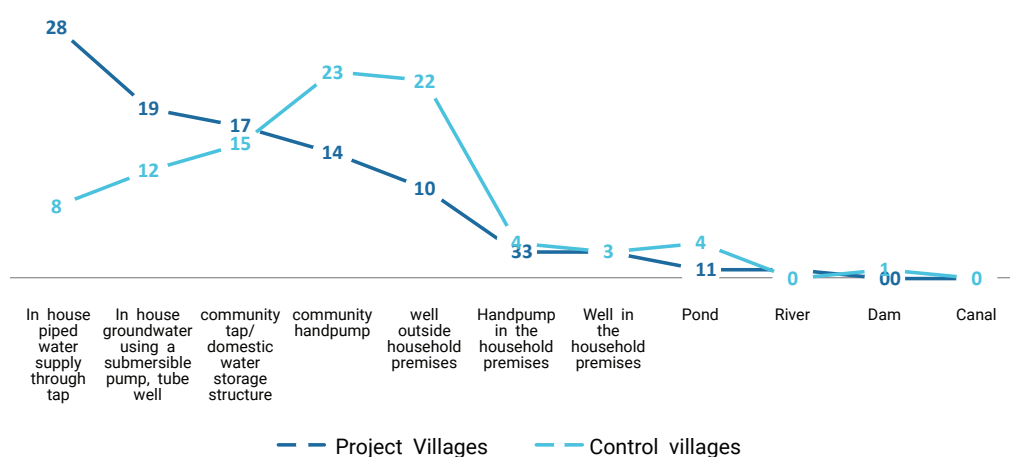 28
23
22
19
17
15
14
12
10
8
4
33
3
4
11
0
1
00
0
In house
piped
water
supply
through
tap
In house
groundwater
using a
submersible
pump, tube
well
community
tap/
domestic
water
storage
structure
community
handpump
well
outside
household
premises
Handpump
in the
household
premises
Well in
the
household
premises
Pond
River
Dam
Canal
Project Villages
Control villages